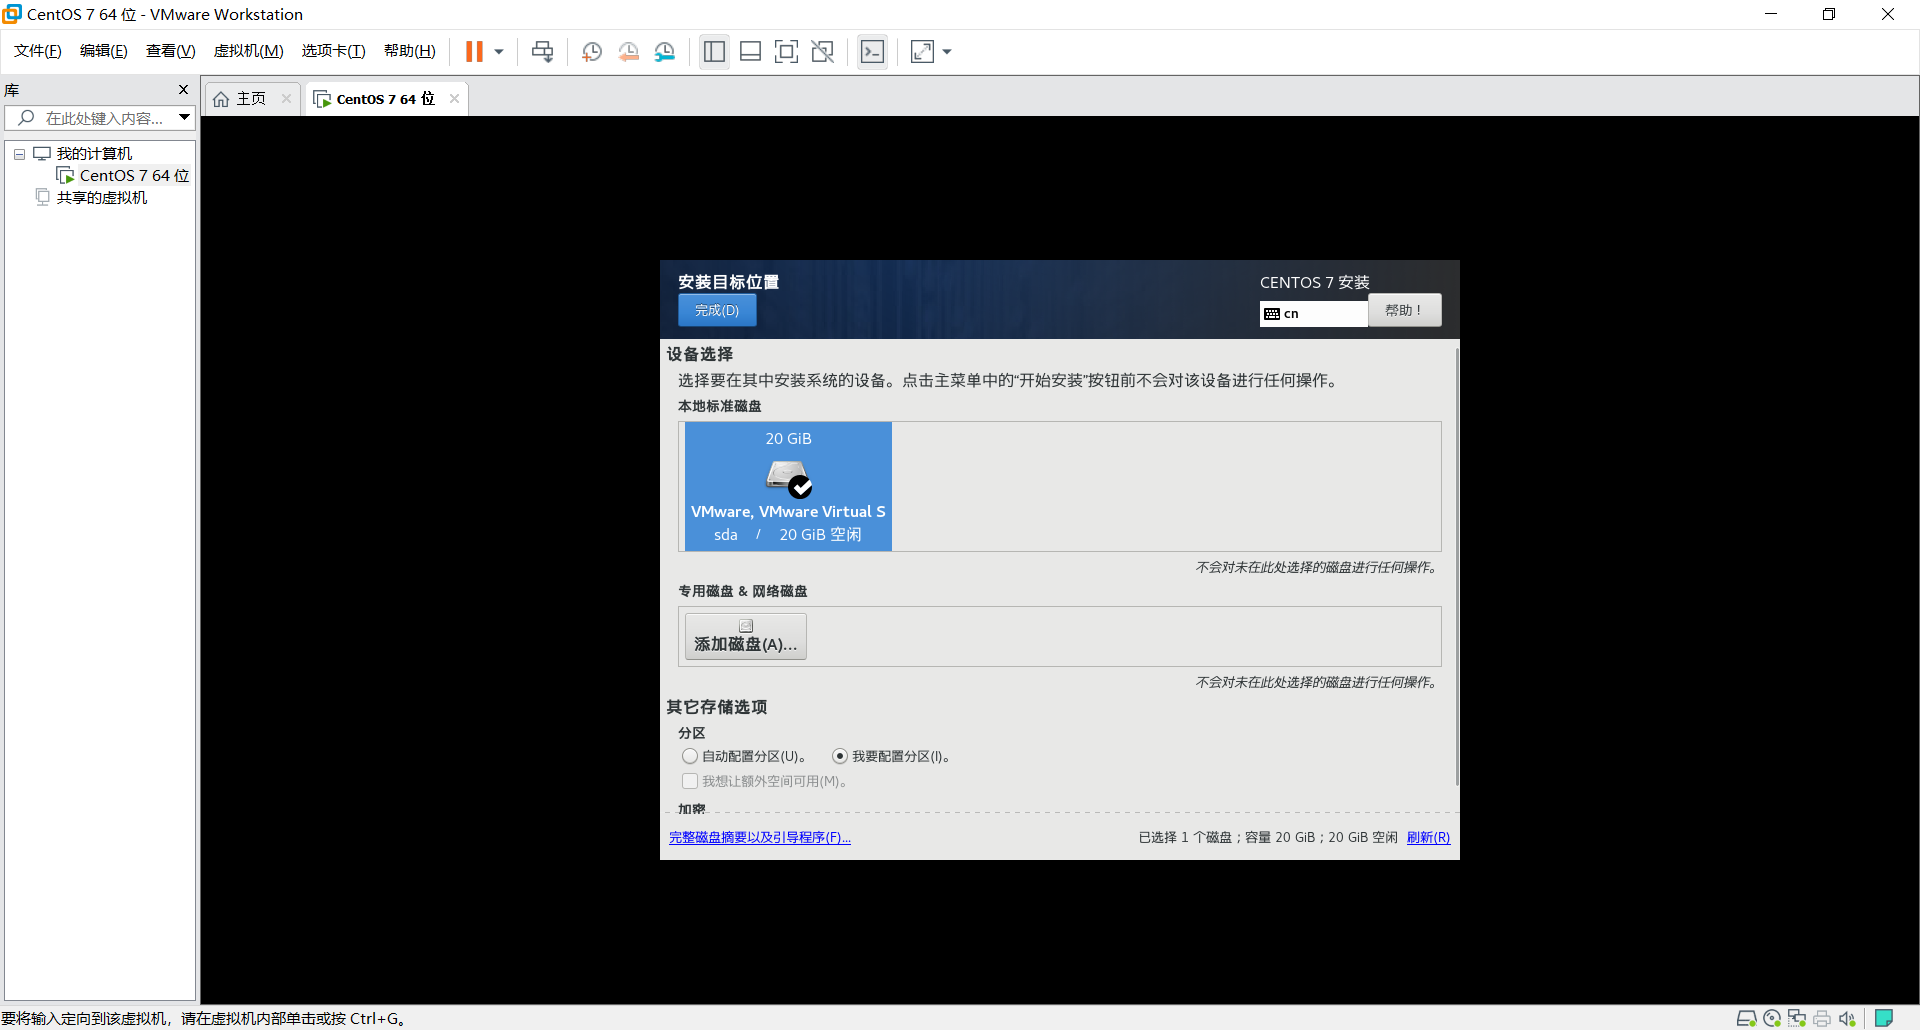 CentOS 7 64 位 - VMware Workstation
文件(F) 编辑(E) 查看(V) 虚拟机(M) 选项卡(T) 帮助(H)
库
在此处键入内容...
我的计算机
CentOS 7 64 位
共享的虚拟机
主页
CentOS 7 64 位
安装目标位置
完成(D)
CENTOS 7 安装
cn
帮助！
设备选择
选择要在其中安装系统的设备。点击主菜单中的“开始安装”按钮前不会对该设备进行任何操作。
本地标准磁盘
20 GiB
VMware, VMware Virtual S
sda / 20 GiB 空闲
不会对未在此处选择的磁盘进行任何操作。
专用磁盘 & 网络磁盘
添加磁盘(A)...
不会对未在此处选择的磁盘进行任何操作。
其它存储选项
分区
自动配置分区(U)。 我要配置分区(I)。
我想让额外空间可用(M)。
加密
完整磁盘摘要以及引导程序(F)...
已选择 1 个磁盘；容量 20 GiB；20 GiB 空闲 刷新(R)
要将输入定向到该虚拟机，请在虚拟机内部单击或按 Ctrl+G。